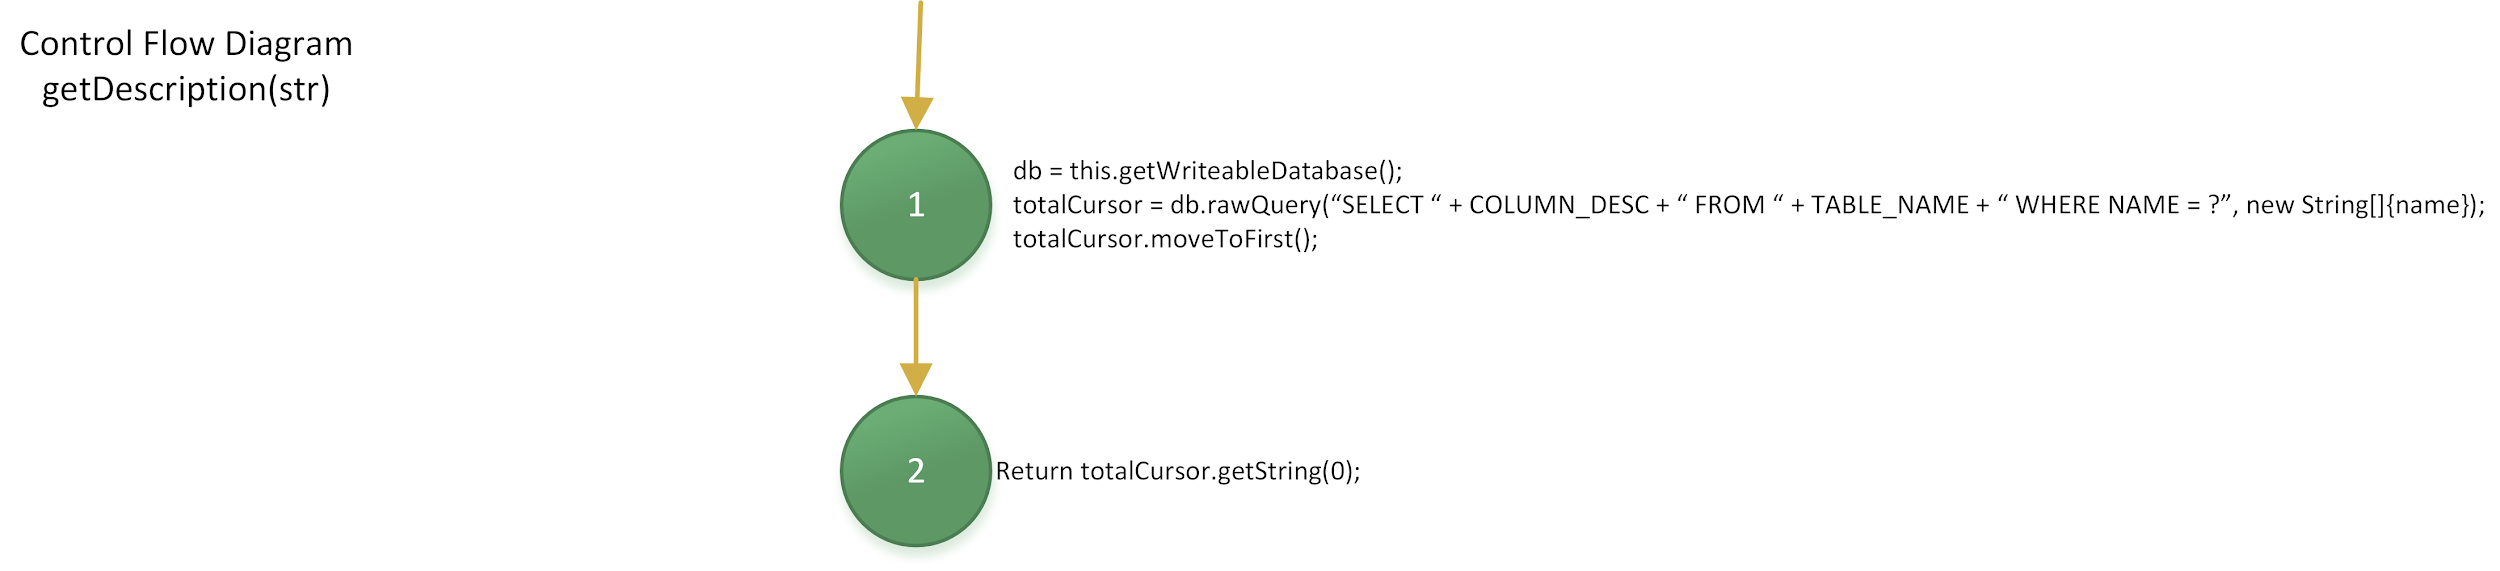 Control Flow Diagram
getDescription(str)
1
db = this.getWriteableDatabase();
totalCursor = db.rawQuery(“SELECT “ + COLUMN_DESC + “ FROM “ + TABLE_NAME + “ WHERE NAME = ?”, new String[]{name});
totalCursor.moveToFirst();
2
Return totalCursor.getString(0);